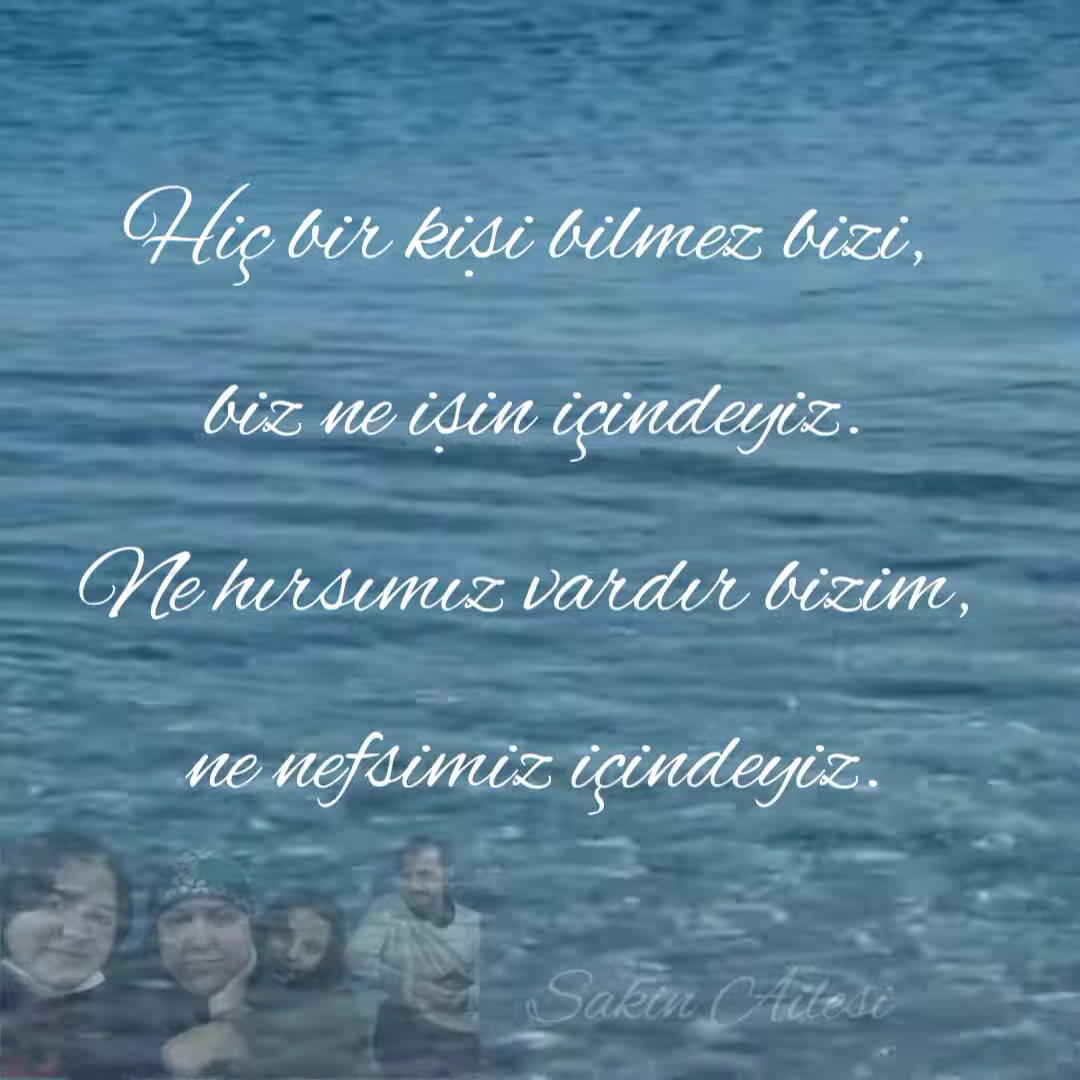 Hiç bir kişi bilmez bizi,
biz ne işin içindeyiz.
Ne hırsımız vardır bizim,
ne nefsimiz içindeyiz.
Sakin Ailesi